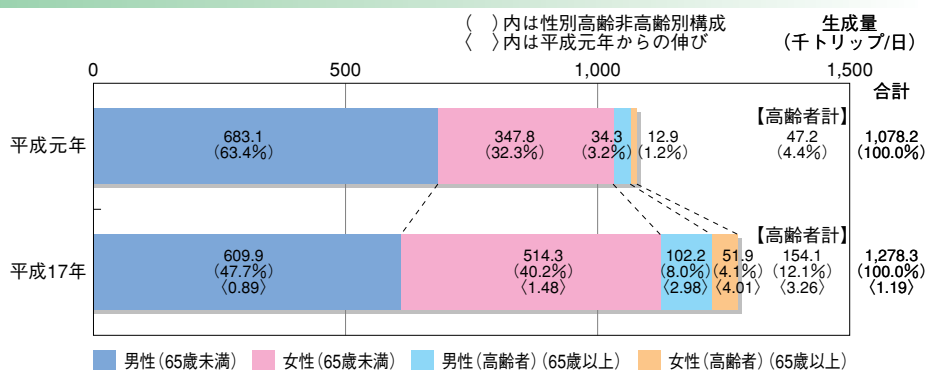 (　)内は性別高齢非高齢別構成
〈　〉内は平成元年からの伸び
生成量
(千トリップ/日)
0 500 1,000 1,500
合計
【高齢者計】
平成元年 683.1 347.8 34.3 12.9 47.2 1,078.2
(63.4%) (32.3%) (3.2%) (1.2%) (4.4%) (100.0%)
【高齢者計】
平成17年 609.9 514.3 102.2 51.9 154.1 1,278.3
(47.7%) (40.2%) (8.0%) (4.1%) (12.1%) (100.0%)
〈0.89〉 〈1.48〉 〈2.98〉 〈4.01〉 〈3.26〉 〈1.19〉
男性(65歳未満) 女性(65歳未満) 男性(高齢者)(65歳以上) 女性(高齢者)(65歳以上)